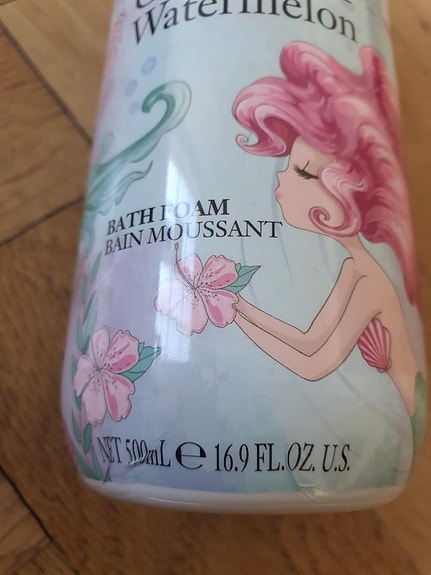 Watermelon
BATH FOAM
BAIN MOUSSANT
NET 500mL e 16.9 FL.OZ. U.S.